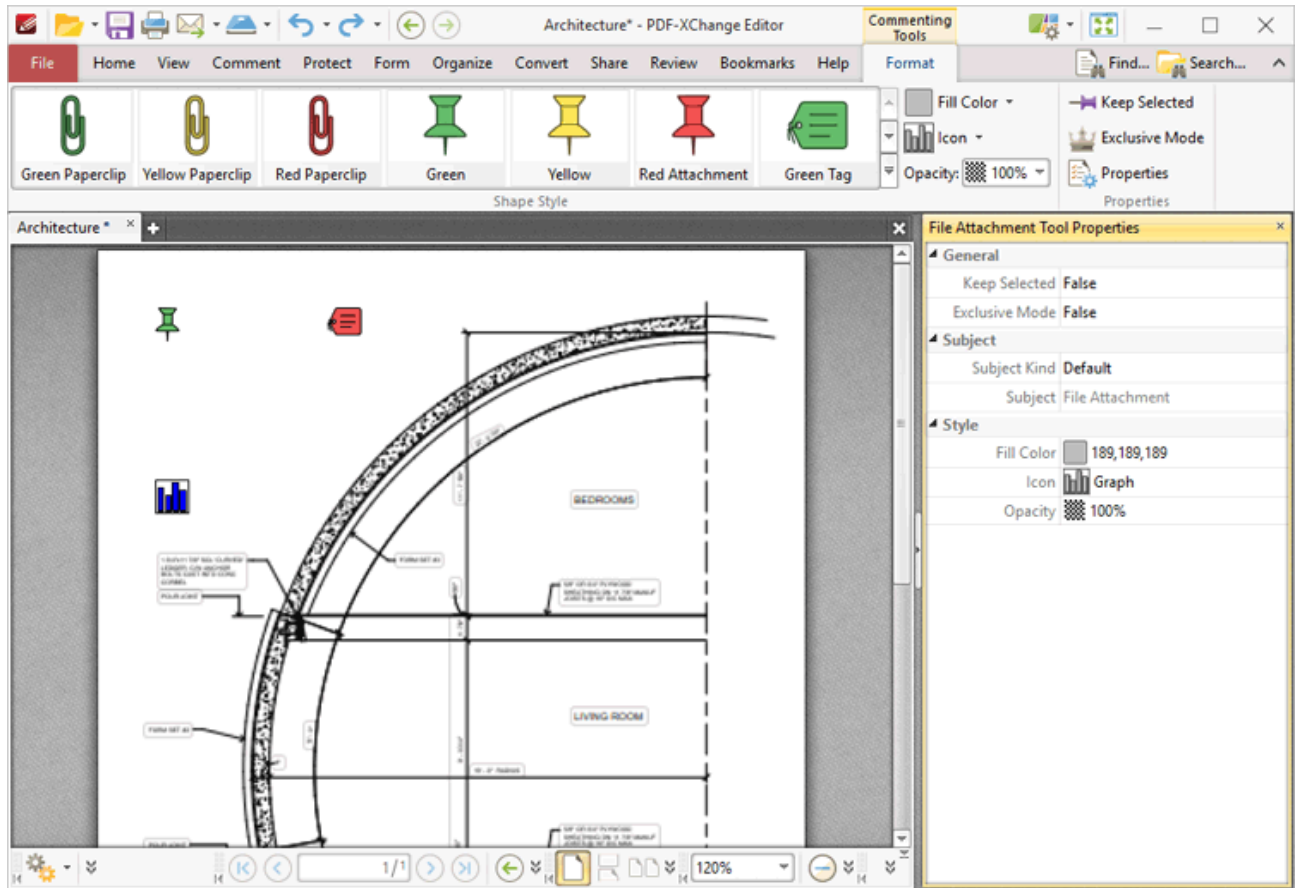 Architecture* - PDF-XChange Editor
Commenting
Tools
File Home View Comment Protect Form Organize Convert Share Review Bookmarks Help Format Find... Search...
Green Paperclip Yellow Paperclip Red Paperclip Green Yellow Red Attachment Green Tag
Fill Color
Icon
Opacity: 100%
Shape Style
Keep Selected
Exclusive Mode
Properties
Properties
Architecture *
File Attachment Tool Properties
General
Keep Selected False
Exclusive Mode False
Subject
Subject Kind Default
Subject File Attachment
Style
Fill Color 189,189,189
Icon Graph
Opacity 100%
BEDROOMS
LIVING ROOM
1/1
120%